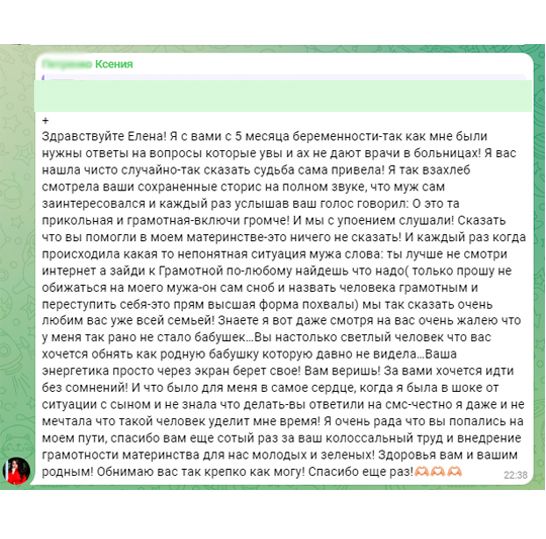 Ксения
+
Здравствуйте Елена! Я с вами с 5 месяца беременности-так как мне были
нужны ответы на вопросы которые увы и ах не дают врачи в больницах! Я вас
нашла чисто случайно-так сказать судьба сама привела! Я так взахлеб
смотрела ваши сохраненные сторис на полном звуке, что муж сам
заинтересовался и каждый раз услышав ваш голос говорил: О это та
прикольная и грамотная-включи громче! И мы с упоением слушали! Сказать
что вы помогли в моем материнстве-это ничего не сказать! И каждый раз когда
происходила какая то непонятная ситуация мужа слова: ты лучше не смотри
интернет а зайди к Грамотной по-любому найдешь что надо( только прошу не
обижаться на моего мужа-он сам сноб и назвать человека грамотным и
переступить себя-это прям высшая форма похвалы) мы так сказать очень
любим вас уже всей семьей! Знаете я вот даже смотря на вас очень жалею что
у меня так рано не стало бабушек...Вы настолько светлый человек что вас
хочется обнять как родную бабушку которую давно не видела...Ваша
энергетика просто через экран берет свое! Вам веришь! За вами хочется идти
без сомнений! И что было для меня в самое сердце, когда я была в шоке от
ситуации с сыном и не знала что делать-вы ответили на смс-честно я даже и не
мечтала что такой человек уделит мне время! Я очень рада что вы попались на
моем пути, спасибо вам еще сотый раз за ваш колоссальный труд и внедрение
грамотности материнства для нас молодых и зеленых! Здоровья вам и вашим
родным! Обнимаю вас так крепко как могу! Спасибо еще раз!🫶🏻🫶🏻🫶🏻
22:38